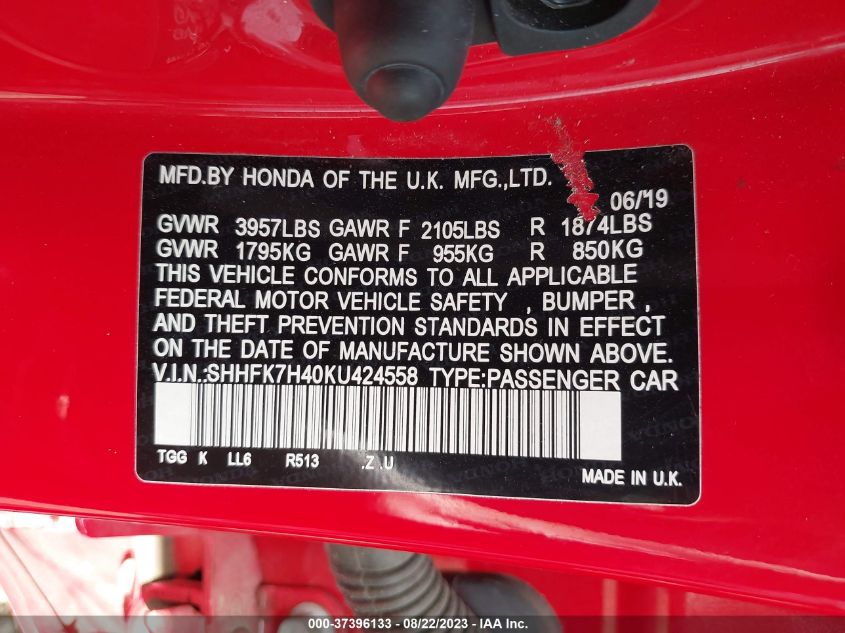 MFD.BY HONDA OF THE U.K. MFG.,LTD.
06/19
GVWR 3957LBS GAWR F 2105LBS R 1874LBS
GVWR 1795KG GAWR F 955KG R 850KG
THIS VEHICLE CONFORMS TO ALL APPLICABLE
FEDERAL MOTOR VEHICLE SAFETY , BUMPER ,
AND THEFT PREVENTION STANDARDS IN EFFECT
ON THE DATE OF MANUFACTURE SHOWN ABOVE.
V.I.N.:SHHFK7H40KU424558 TYPE:PASSENGER CAR
TGG K LL6 R513 .Z .U
MADE IN U.K.
000-37396133 - 08/22/2023 - IAA Inc.